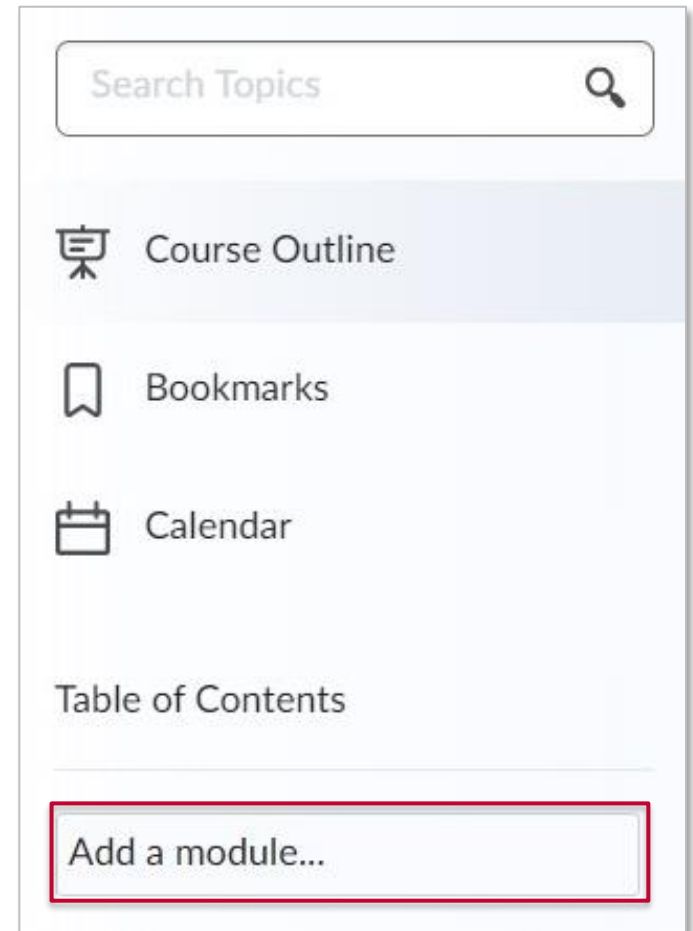 Search Topics
Course Outline
Bookmarks
Calendar
Table of Contents
Add a module...